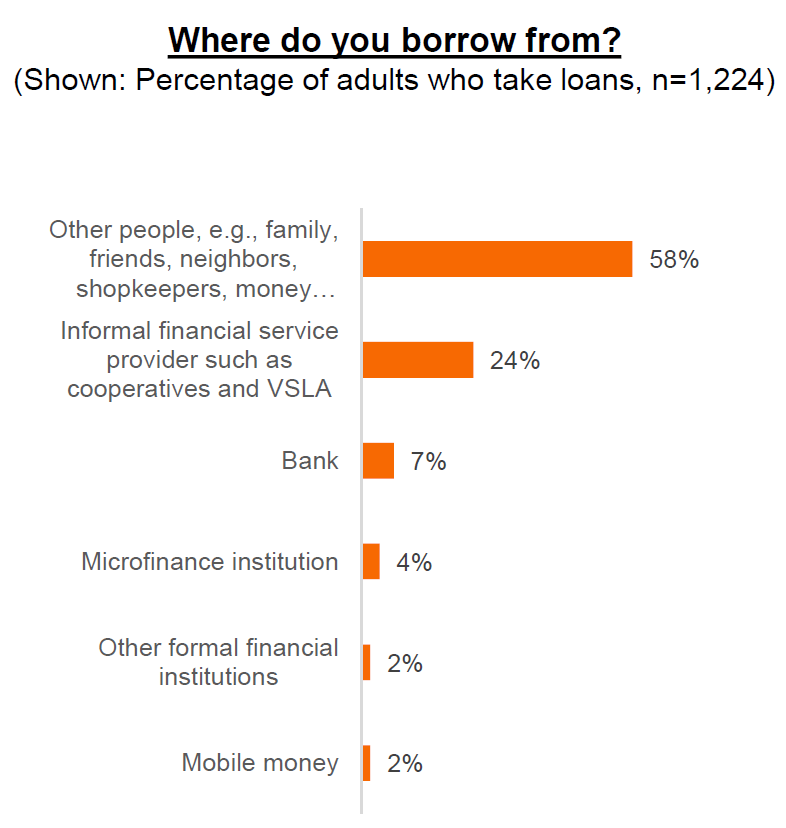 Where do you borrow from?
(Shown: Percentage of adults who take loans, n=1,224)
Other people, e.g., family,
friends, neighbors,
shopkeepers, money…
58%
Informal financial service
provider such as
cooperatives and VSLA
24%
Bank
7%
Microfinance institution
4%
Other formal financial
institutions
2%
Mobile money
2%